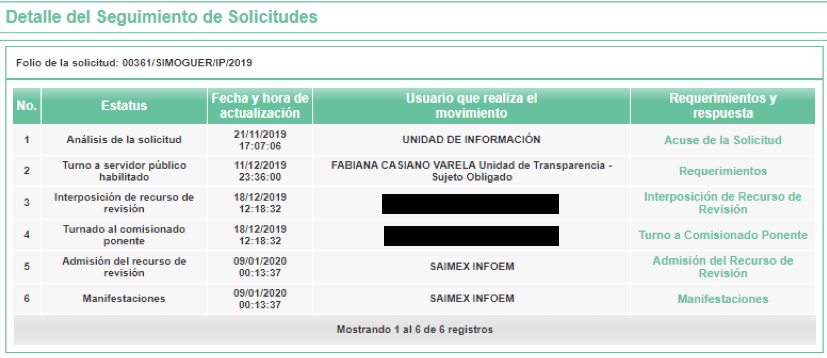 Detalle del Seguimiento de Solicitudes
Folio de la solicitud: 00361/SIMOGUER/IP/2019
No. Estatus Fecha y hora de actualización Usuario que realiza el movimiento Requerimientos y respuesta
1 Análisis de la solicitud 21/11/2019 17:07:06 UNIDAD DE INFORMACIÓN Acuse de la Solicitud
2 Turno a servidor público habilitado 11/12/2019 23:36:00 FABIANA CASIANO VARELA Unidad de Transparencia - Sujeto Obligado Requerimientos
3 Interposición de recurso de revisión 18/12/2019 12:18:32 Interposición de Recurso de Revisión
4 Turnado al comisionado ponente 18/12/2019 12:18:32 Turno a Comisionado Ponente
5 Admisión del recurso de revisión 09/01/2020 00:13:37 SAIMEX INFOEM Admisión del Recurso de Revisión
6 Manifestaciones 09/01/2020 00:13:37 SAIMEX INFOEM Manifestaciones
Mostrando 1 al 6 de 6 registros